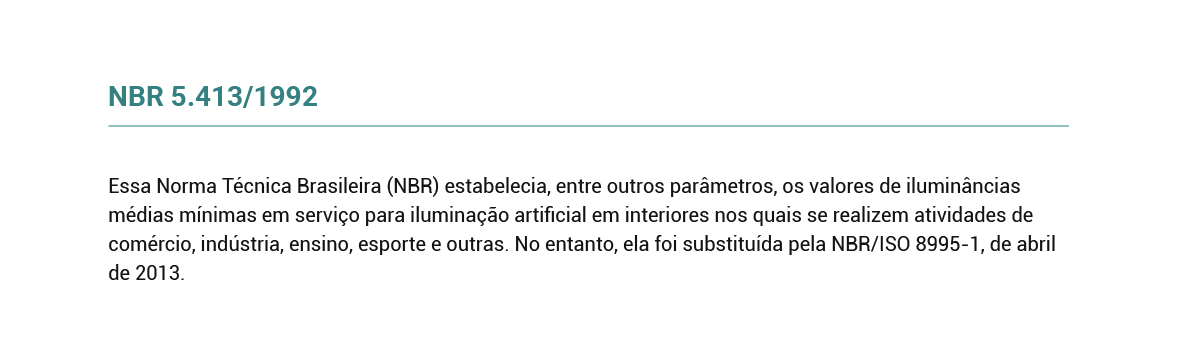 NBR 5.413/1992
Essa Norma Técnica Brasileira (NBR) estabelecia, entre outros parâmetros, os valores de iluminâncias
médias mínimas em serviço para iluminação artificial em interiores nos quais se realizem atividades de
comércio, indústria, ensino, esporte e outras. No entanto, ela foi substituída pela NBR/ISO 8995-1, de abril
de 2013.